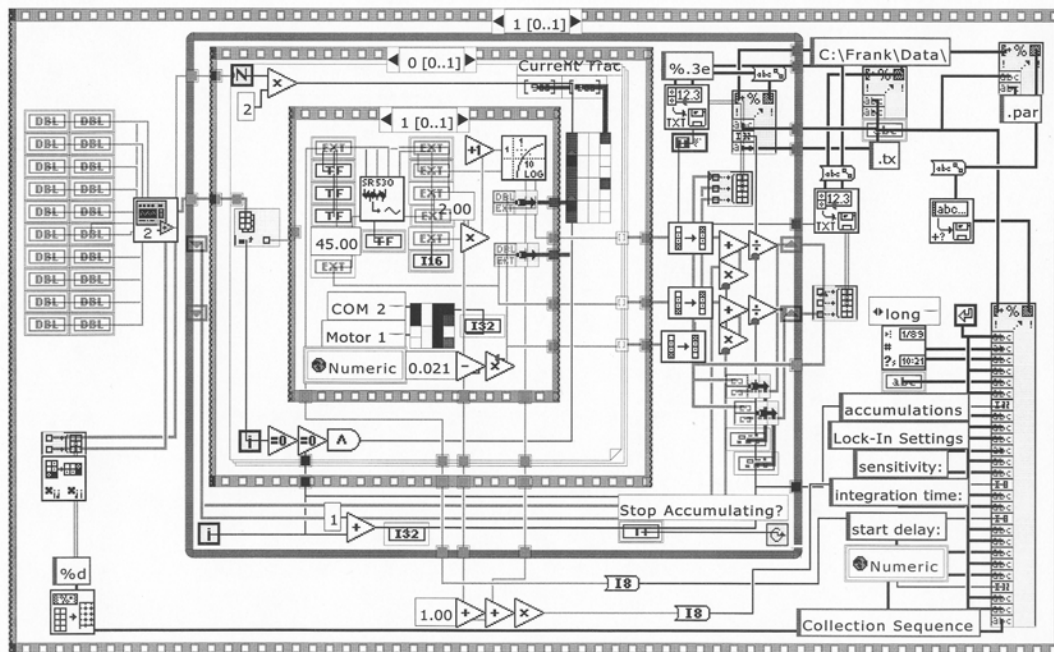 1 [0..1]
0 [0..1]
C:\Frank\Data\
N
Current Trac
%.3e
2
1 [0..1]
12.3
TXT
.par
DBL DBL
DBL DBL
DBL DBL
DBL DBL
DBL DBL
DBL DBL
DBL DBL
DBL DBL
DBL DBL
DBL DBL
EXT
TF
TF
TF
SR530
EXT
EXT
EXT
EXT
+1
1
10
LOG
.tx
2.00
12.3
TXT
abc...
+?
DBL
EXT
DBL
EXT
45.00
TF
EXT
I16
EXT
COM 2
Motor 1
I32
Numeric
0.021
long
1/89
10:21
abc
accumulations
Lock-In Settings
sensitivity:
integration time:
start delay:
Numeric
Collection Sequence
i
=0
=0
Stop Accumulating?
1
i
I32
TF
%d
1.00
I8
I8